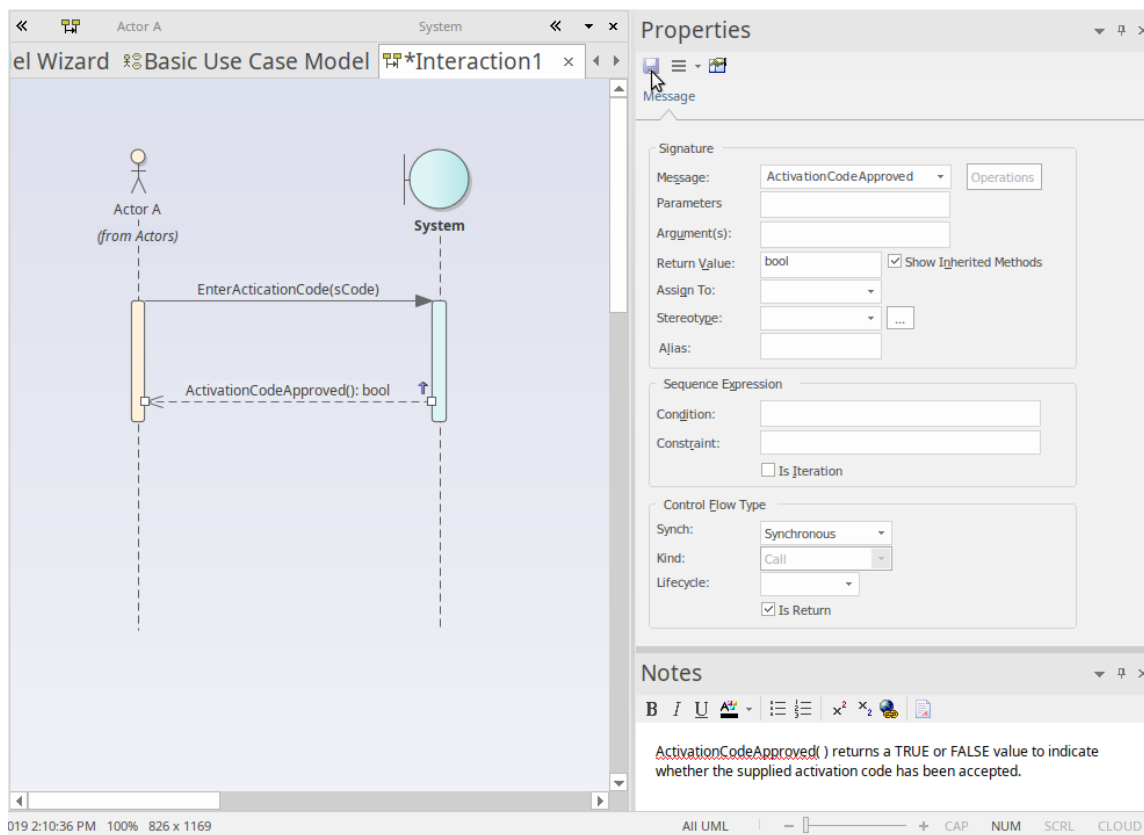 Actor A System
el Wizard Basic Use Case Model *Interaction1
Actor A
(from Actors)
System
EnterActicationCode(sCode)
ActivationCodeApproved(): bool
019 2:10:36 PM 100% 826 x 1169
Properties
Message
Signature
Message: ActivationCodeApproved Operations
Parameters
Argument(s):
Return Value: bool Show Inherited Methods
Assign To:
Stereotype: ...
Alias:
Sequence Expression
Condition:
Constraint:
Is Iteration
Control Flow Type
Synch: Synchronous
Kind: Call
Lifecycle:
Is Return
Notes
B I U A x² x₂
ActivationCodeApproved( ) returns a TRUE or FALSE value to indicate
whether the supplied activation code has been accepted.
All UML CAP NUM SCRL CLOUD